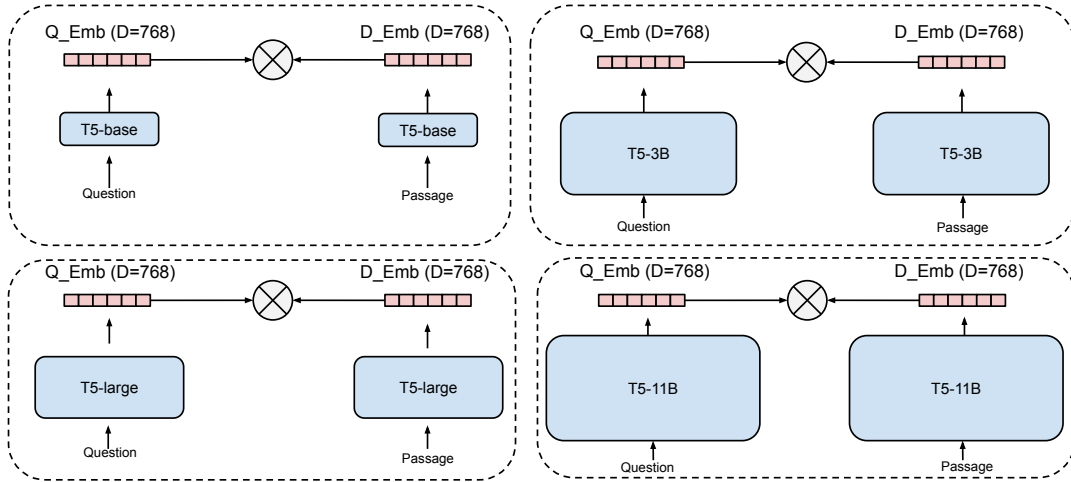 Q_Emb (D=768)
D_Emb (D=768)
T5-base
T5-base
Question
Passage
Q_Emb (D=768)
D_Emb (D=768)
T5-3B
T5-3B
Question
Passage
Q_Emb (D=768)
D_Emb (D=768)
T5-large
T5-large
Question
Passage
Q_Emb (D=768)
D_Emb (D=768)
T5-11B
T5-11B
Question
Passage